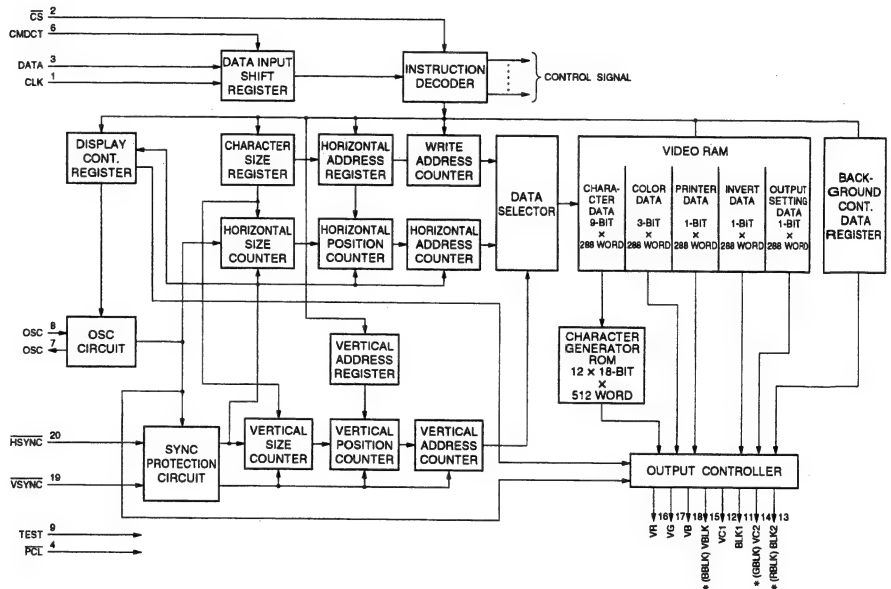 CS 2
CMDCT 6
DATA 3
CLK 1
DATA INPUT
SHIFT
REGISTER
INSTRUCTION
DECODER
CONTROL SIGNAL
DISPLAY
CONT.
REGISTER
CHARACTER
SIZE
REGISTER
HORIZONTAL
ADDRESS
REGISTER
WRITE
ADDRESS
COUNTER
DATA
SELECTOR
VIDEO RAM
CHARA-
CTER
DATA
9-BIT
×
288 WORD
COLOR
DATA
3-BIT
×
288 WORD
PRINTER
DATA
1-BIT
×
288 WORD
INVERT
DATA
1-BIT
×
288 WORD
OUTPUT
SETTING
DATA
1-BIT
×
288 WORD
BACK-
GROUND
CONT.
DATA
REGISTER
HORIZONTAL
SIZE
COUNTER
HORIZONTAL
POSITION
COUNTER
HORIZONTAL
ADDRESS
COUNTER
OSC 8
OSC 7
OSC
CIRCUIT
VERTICAL
ADDRESS
REGISTER
CHARACTER
GENERATOR
ROM
12 × 18-BIT
×
512 WORD
HSYNC 20
VSYNC 19
SYNC
PROTECTION
CIRCUIT
VERTICAL
SIZE
COUNTER
VERTICAL
POSITION
COUNTER
VERTICAL
ADDRESS
COUNTER
OUTPUT CONTROLLER
TEST 9
PCL 4
VR 16
VG 17
VB 18
* (BBLK) VBLK 15
VC1 12
BLK1 11
* (GBLK) VC2 14
* (RBLK) BLK2 13